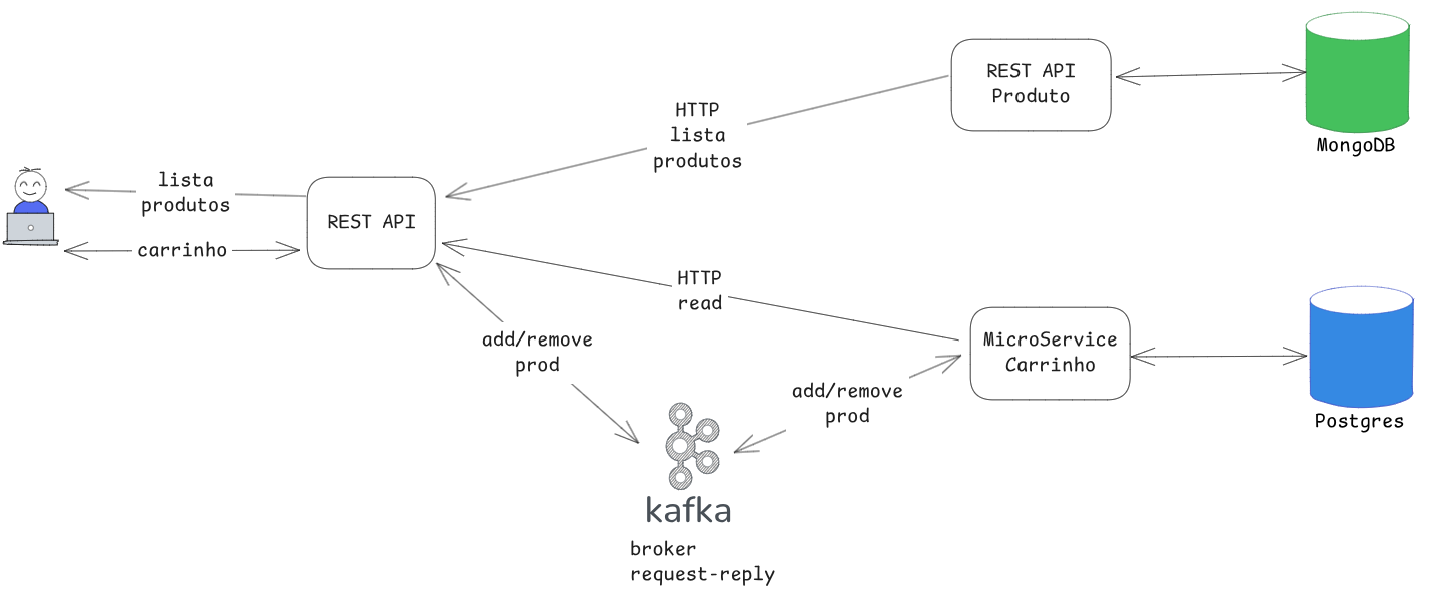 REST API
Produto
MongoDB
HTTP
lista
produtos
lista
produtos
REST API
carrinho
HTTP
read
MicroService
Carrinho
Postgres
add/remove
prod
add/remove
prod
kafka
broker
request-reply